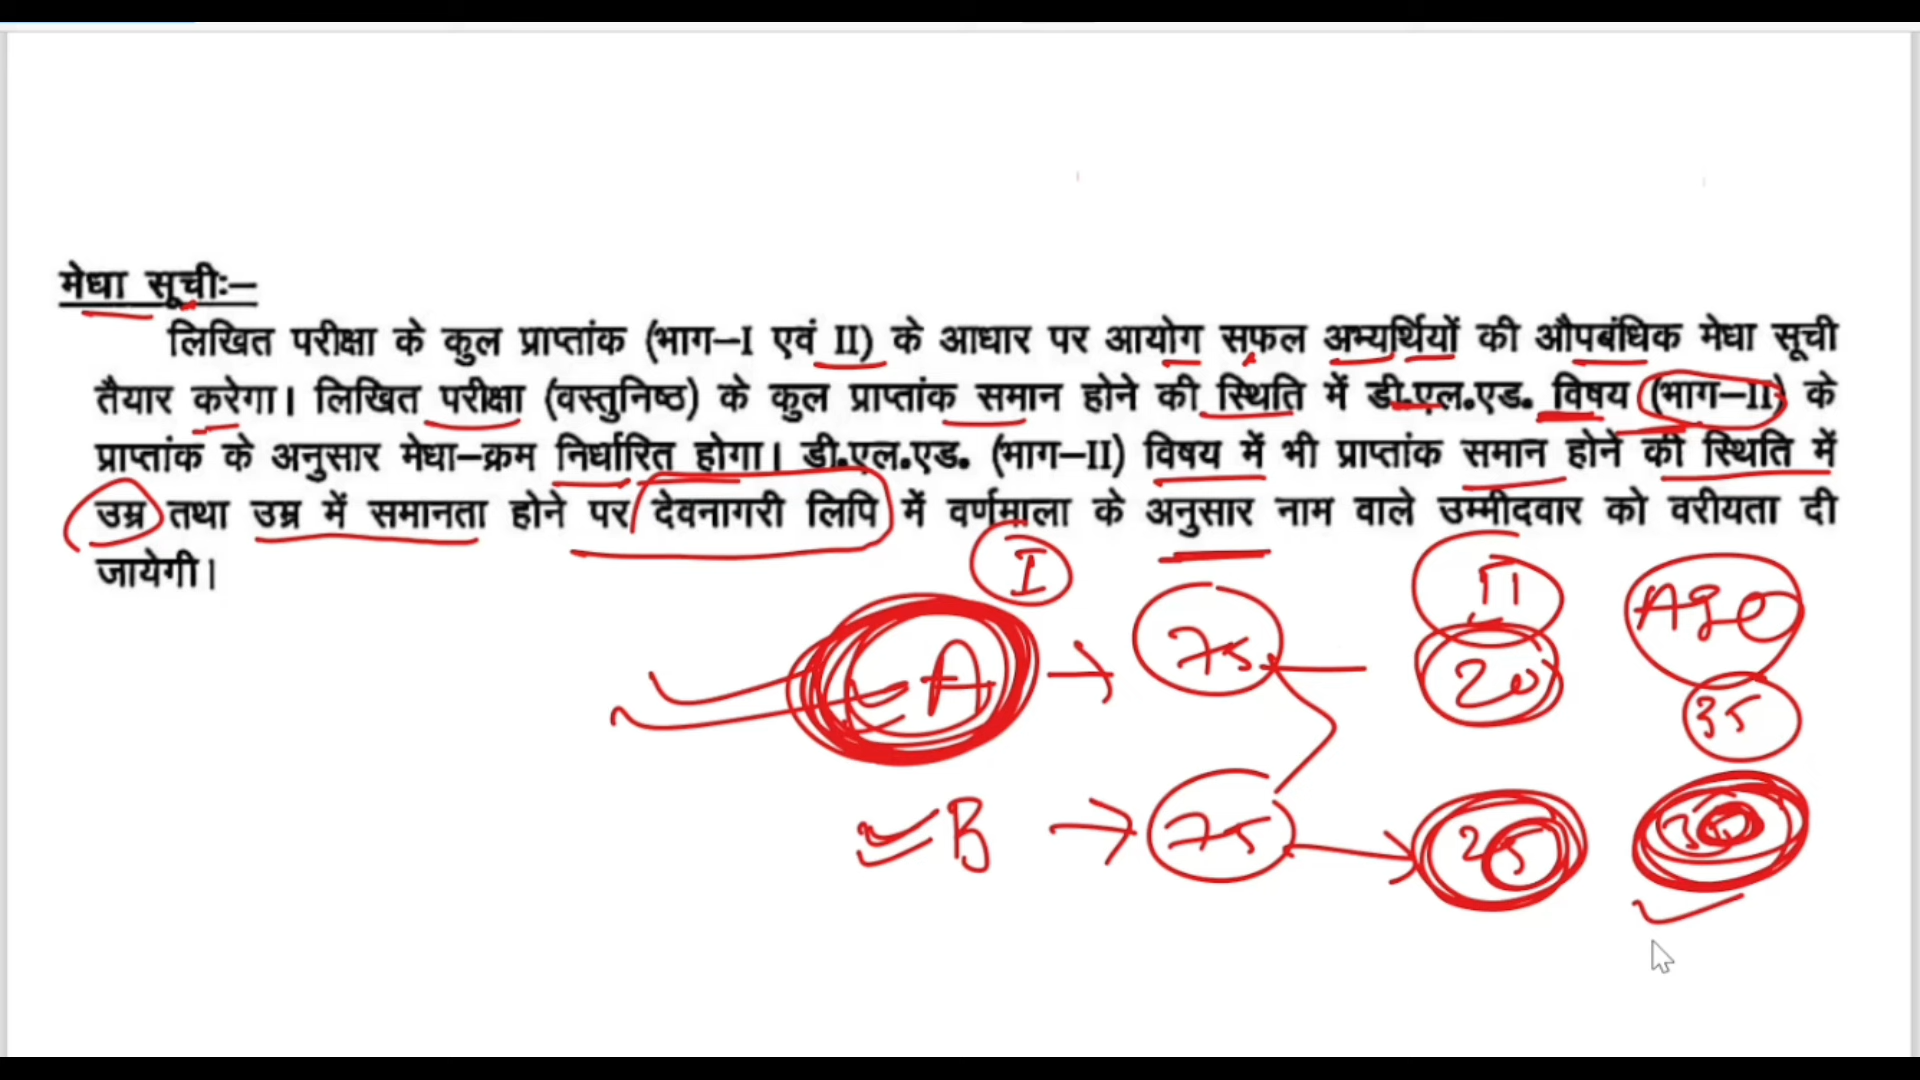 मेधा सूचीः–
लिखित परीक्षा के कुल प्राप्तांक (भाग–I एवं II) के आधार पर आयोग सफल अभ्यर्थियों की औपबंधिक मेधा सूची
तैयार करेगा। लिखित परीक्षा (वस्तुनिष्ठ) के कुल प्राप्तांक समान होने की स्थिति में डी.एल.एड. विषय (भाग–II) के
प्राप्तांक के अनुसार मेधा–क्रम निर्धारित होगा। डी.एल.एड. (भाग–II) विषय में भी प्राप्तांक समान होने की स्थिति में
उम्र तथा उम्र में समानता होने पर देवनागरी लिपि में वर्णमाला के अनुसार नाम वाले उम्मीदवार को वरीयता दी
जायेगी।
I II Age
A → 75 20 35
B → 75 → 25 30